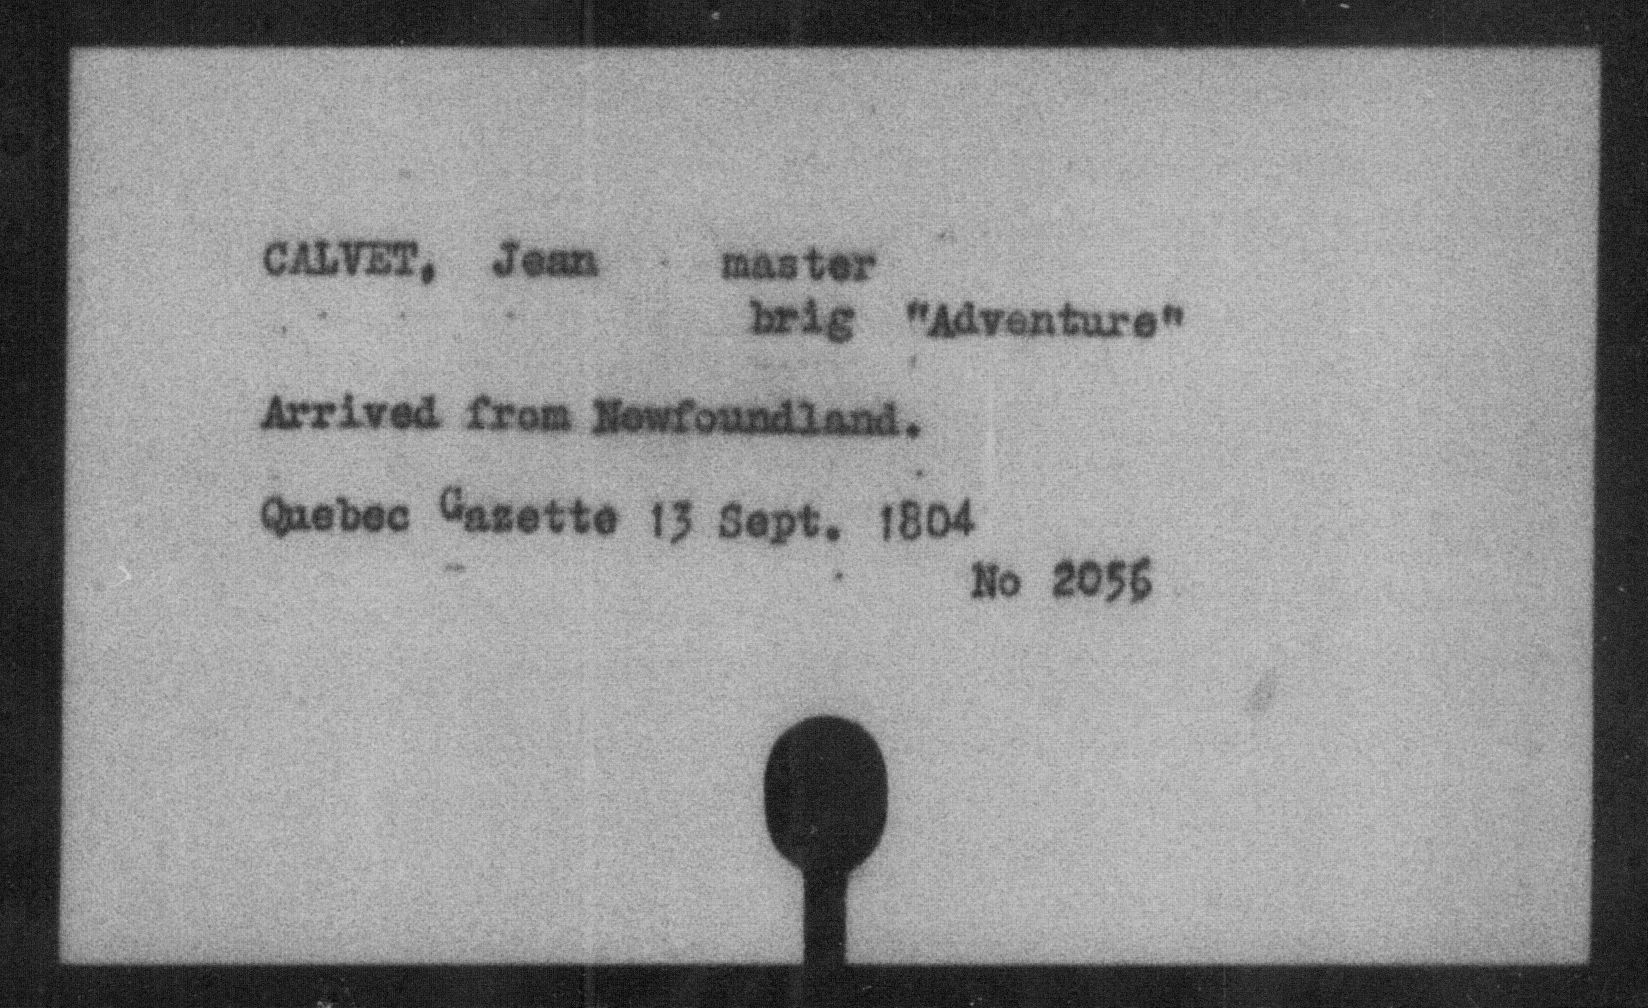 CALVET, Jean master
brig "Adventure"
Arrived from Newfoundland.
Quebec Gazette 13 Sept. 1804
No 2056